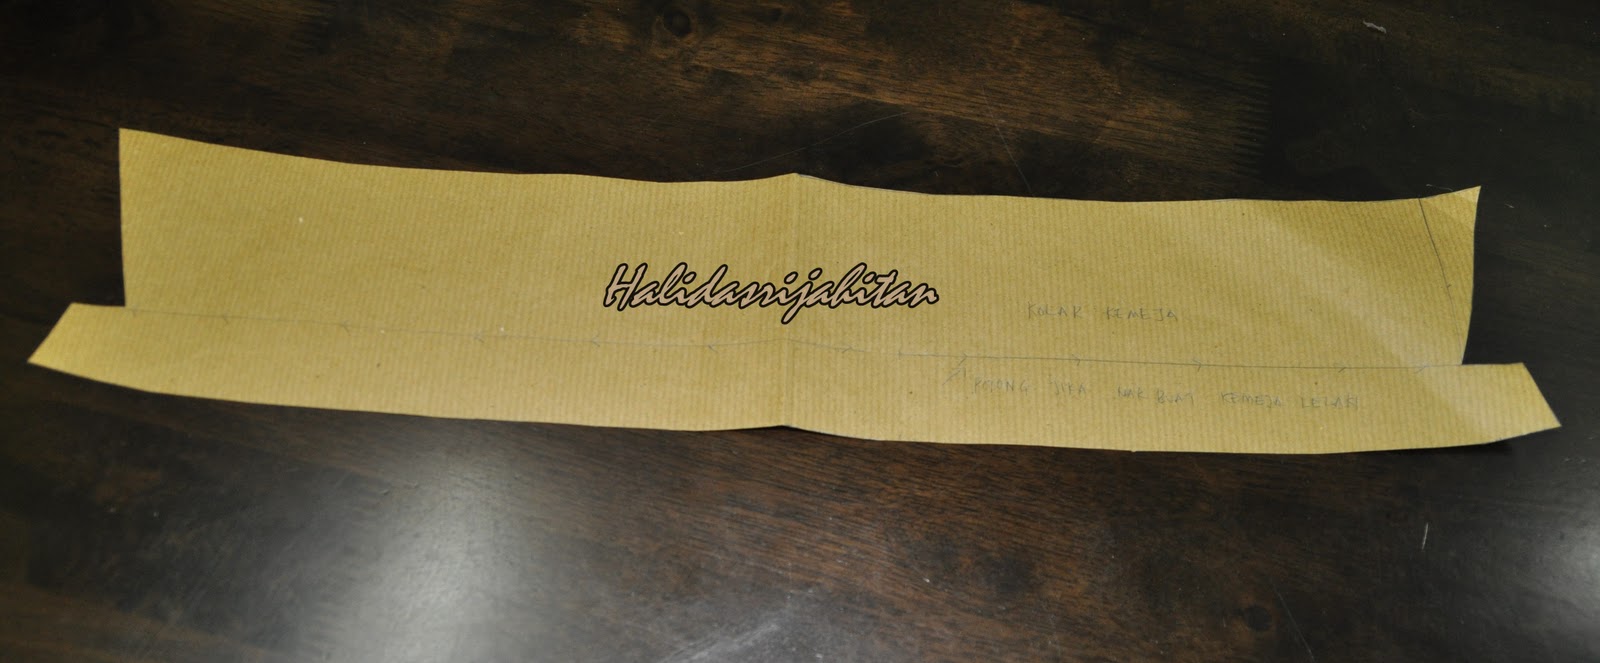 Halidasrijahitan
KOLAR KEMEJA
POTONG JIKA NAK BUAT KEMEJA LELAKI